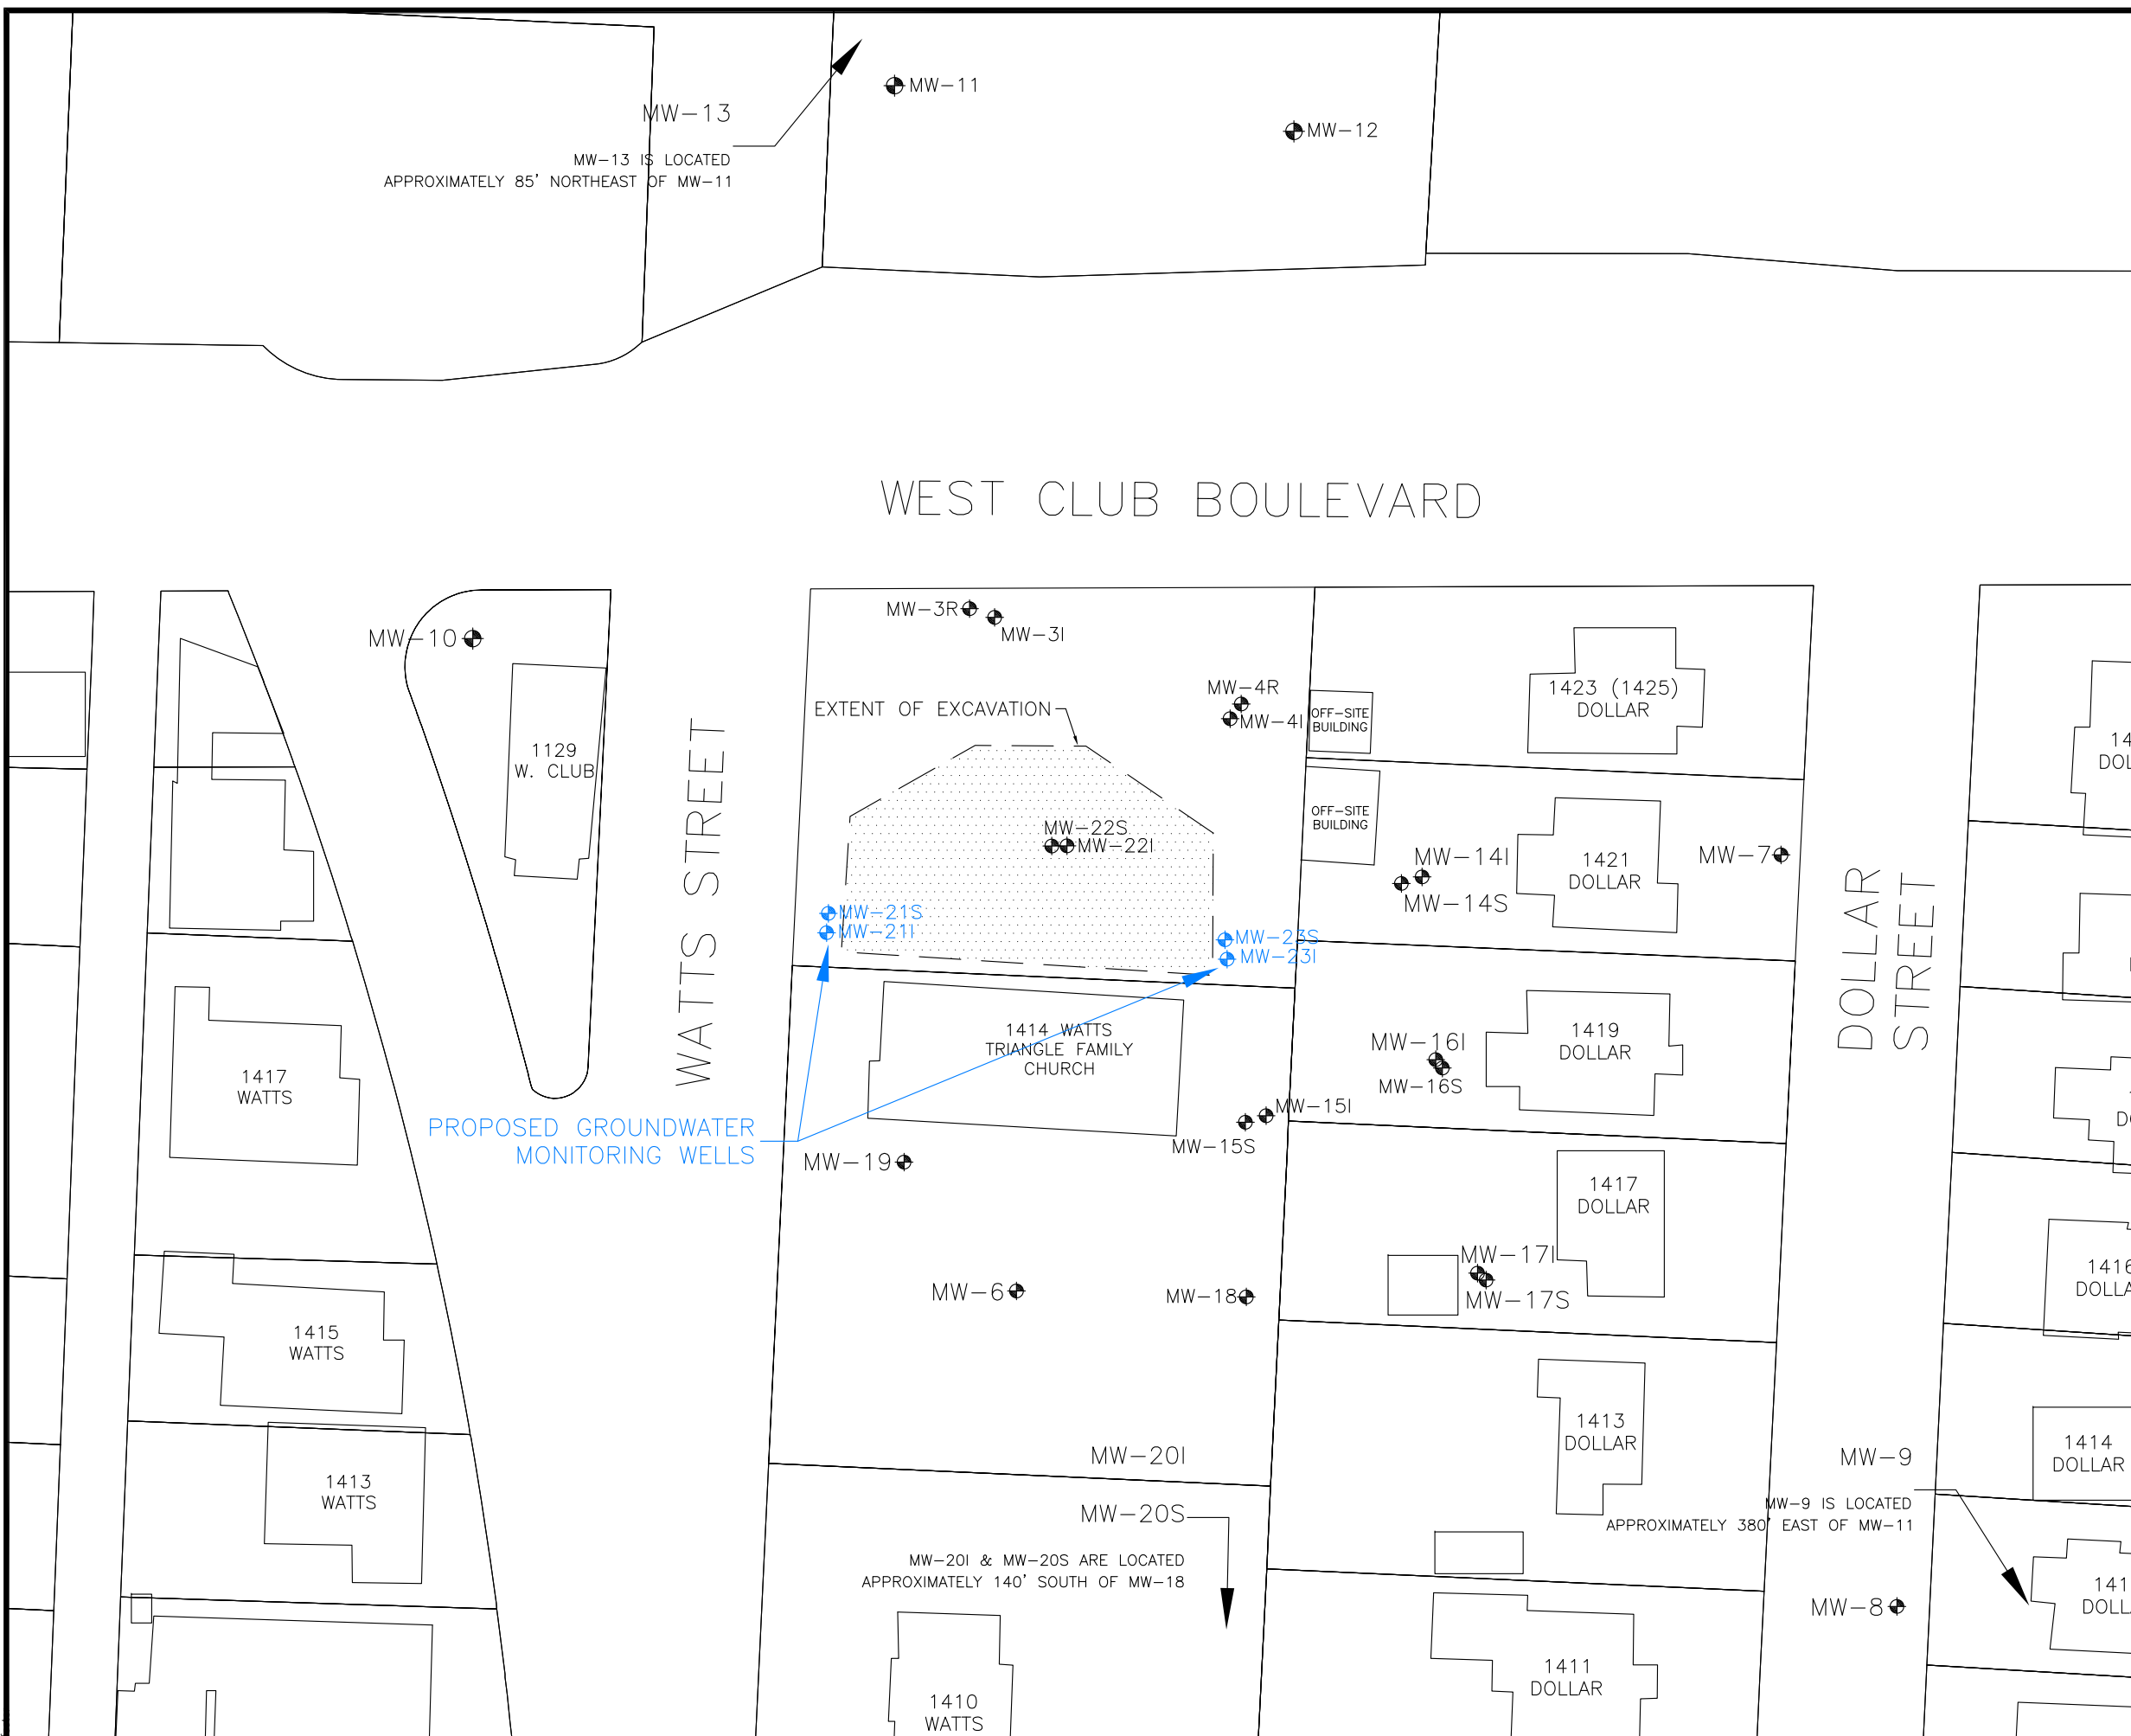 MW-11
MW-13
MW-12
MW-13 IS LOCATED
APPROXIMATELY 85' NORTHEAST OF MW-11
WEST CLUB BOULEVARD
MW-3R
MW-3I
MW-10
MW-4R
MW-4I
EXTENT OF EXCAVATION
OFF-SITE
BUILDING
1423 (1425)
DOLLAR
1129
W. CLUB
WATTS STREET
OFF-SITE
BUILDING
MW-22S
MW-22I
MW-14I
MW-14S
1421
DOLLAR
MW-7
DOLLAR
STREET
MW-21S
MW-21I
MW-23S
MW-23I
1414 WATTS
TRIANGLE FAMILY
CHURCH
MW-16I
MW-16S
1419
DOLLAR
1417
WATTS
PROPOSED GROUNDWATER
MONITORING WELLS
MW-15I
MW-15S
MW-19
1417
DOLLAR
MW-17I
MW-17S
MW-6
MW-18
1416
1415
WATTS
1413
DOLLAR
MW-20I
MW-9
1414
DOLLAR
1413
WATTS
MW-20S
MW-9 IS LOCATED
APPROXIMATELY 380' EAST OF MW-11
MW-20I & MW-20S ARE LOCATED
APPROXIMATELY 140' SOUTH OF MW-18
MW-8
1411
DOLLAR
1410
WATTS